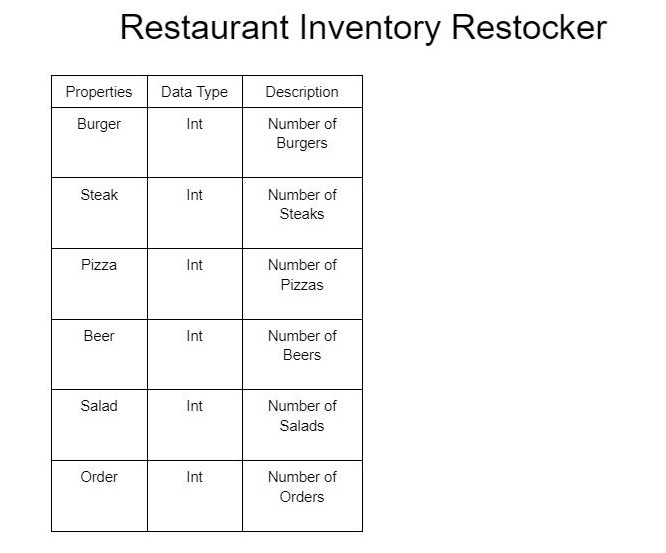 Restaurant Inventory Restocker
Properties Data Type Description
Burger Int Number of
Burgers
Steak Int Number of
Steaks
Pizza Int Number of
Pizzas
Beer Int Number of
Beers
Salad Int Number of
Salads
Order Int Number of
Orders